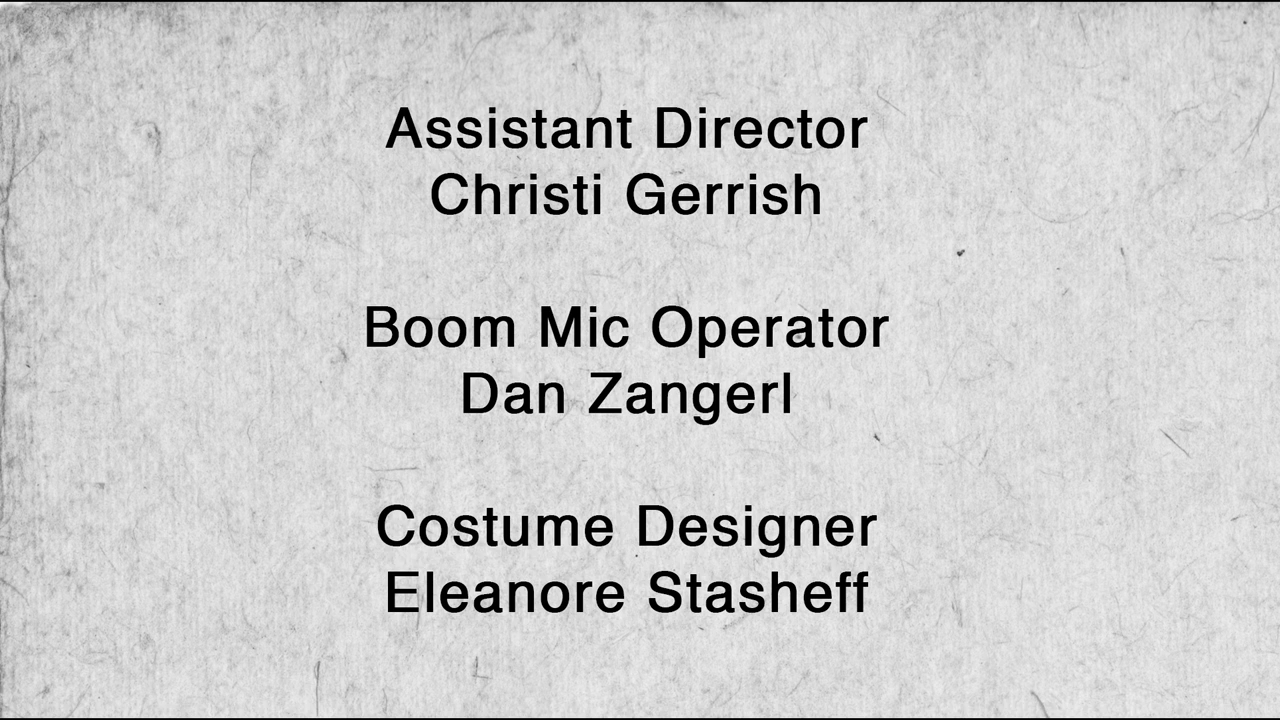 Assistant Director
Christi Gerrish
Boom Mic Operator
Dan Zangerl
Costume Designer
Eleanore Stasheff